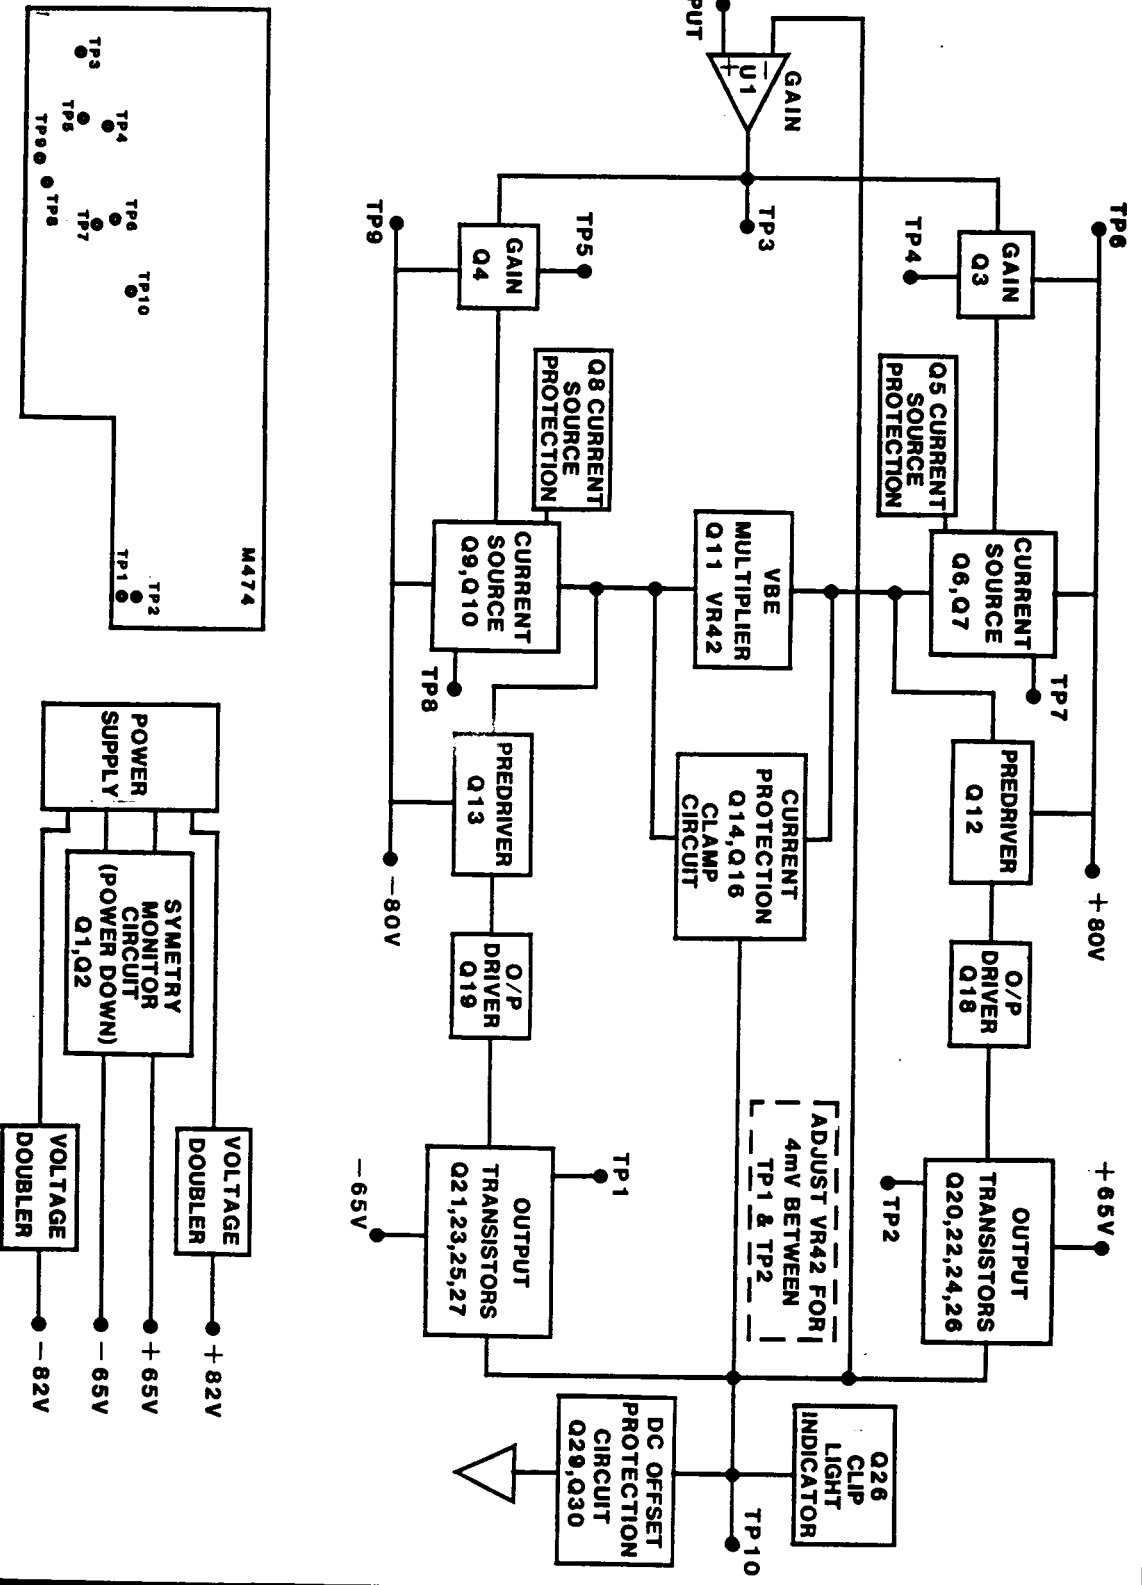 PUT
+
−
U1
GAIN
TP3
TP6
TP4
GAIN
Q3
Q5 CURRENT
SOURCE
PROTECTION
CURRENT
SOURCE
Q6,Q7
TP7
PREDRIVER
Q12
+80V
O/P
DRIVER
Q18
+65V
OUTPUT
TRANSISTORS
Q20,22,24,26
TP2
VBE
MULTIPLIER
Q11 VR42
CURRENT
PROTECTION
Q14,Q16
CLAMP
CIRCUIT
ADJUST VR42 FOR
4mV BETWEEN
TP1 & TP2
Q26
CLIP
LIGHT
INDICATOR
TP10
DC OFFSET
PROTECTION
CIRCUIT
Q29,Q30
TP5
TP9
GAIN
Q4
Q8 CURRENT
SOURCE
PROTECTION
CURRENT
SOURCE
Q9,Q10
TP8
PREDRIVER
Q13
−80V
O/P
DRIVER
Q19
TP1
OUTPUT
TRANSISTORS
Q21,23,25,27
−65V
M474
TP3
TP4
TP5
TP9
TP8
TP6
TP7
TP10
TP2
TP1
POWER
SUPPLY
SYMETRY
MONITOR
CIRCUIT
(POWER DOWN)
Q1,Q2
VOLTAGE
DOUBLER
VOLTAGE
DOUBLER
+82V
+65V
−65V
−82V